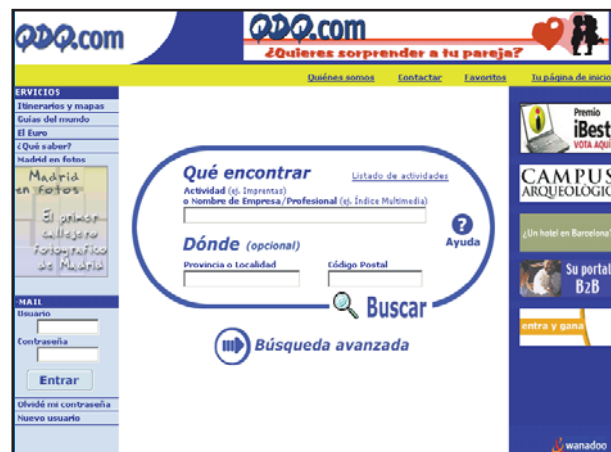 QDQ.com
QDQ.com
¿Quieres sorprender a tu pareja?
Quiénes somos Contactar Favoritos Tu página de inicio
ERVICIOS
Itinerarios y mapas
Guías del mundo
El Euro
¿Qué saber?
Madrid en fotos
Madrid
en fotos
El primer
callejero
fotográfico
de Madrid
-MAIL
Usuario
Contraseña
Entrar
Olvidé mi contraseña
Nuevo usuario
Qué encontrar Listado de actividades
Actividad (ej. Imprentas)
o Nombre de Empresa/Profesional (ej. Índice Multimedia)
Dónde (opcional)
Ayuda
Provincia o Localidad Código Postal
Buscar
Búsqueda avanzada
Premio
iBest
VOTA AQUÍ
CAMPUS
ARQUEOLÒGIC
¿Un hotel en Barcelona?
Su portal
B2B
entra y gana
wanadoo